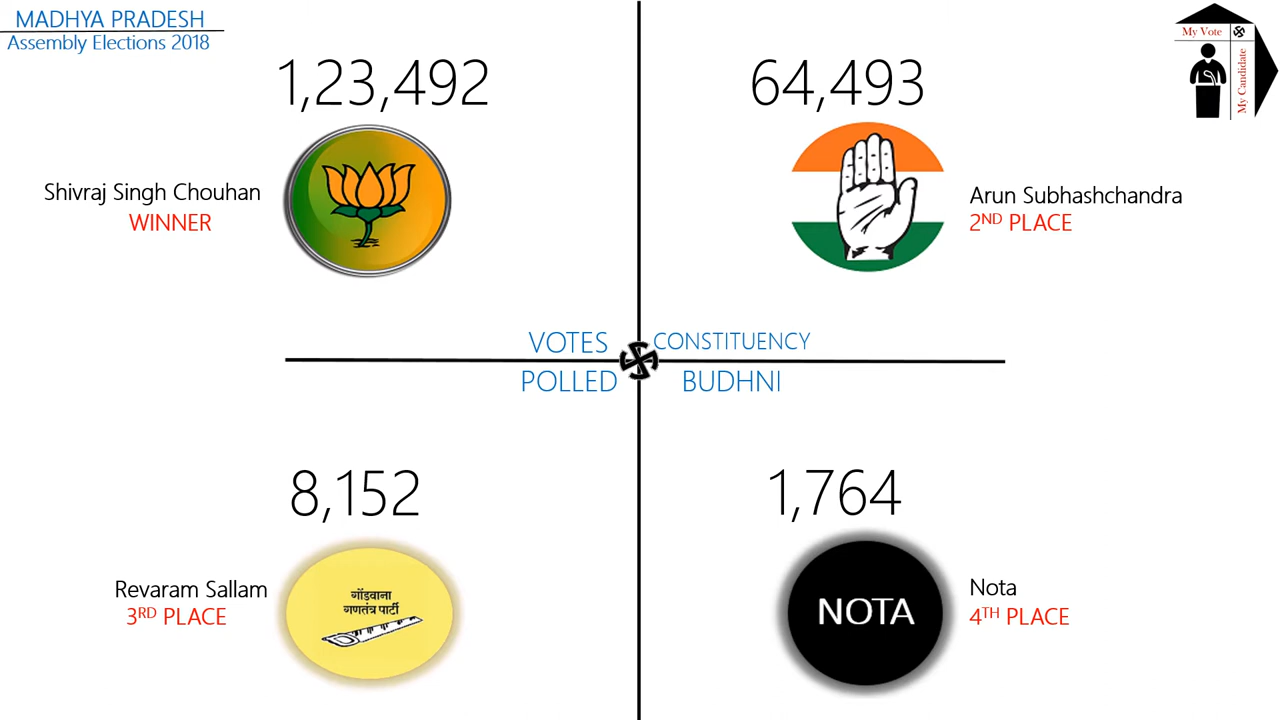 MADHYA PRADESH
Assembly Elections 2018
My Vote
My Candidate
1,23,492
Shivraj Singh Chouhan
WINNER
64,493
Arun Subhashchandra
2ND PLACE
VOTES
POLLED
CONSTITUENCY
BUDHNI
8,152
Revaram Sallam
3RD PLACE
गोंडवाना
गणतंत्र पार्टी
1,764
NOTA
Nota
4TH PLACE